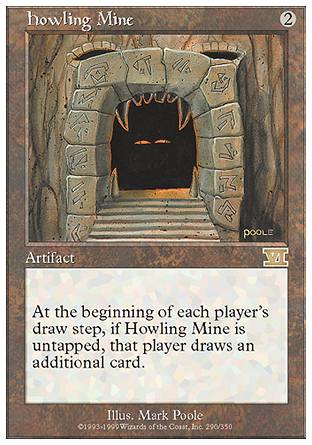 Howling Mine
2
POOLE
Artifact
VI
At the beginning of each player's
draw step, if Howling Mine is
untapped, that player draws an
additional card.
Illus. Mark Poole
©1993-1999 Wizards of the Coast, Inc. 290/350